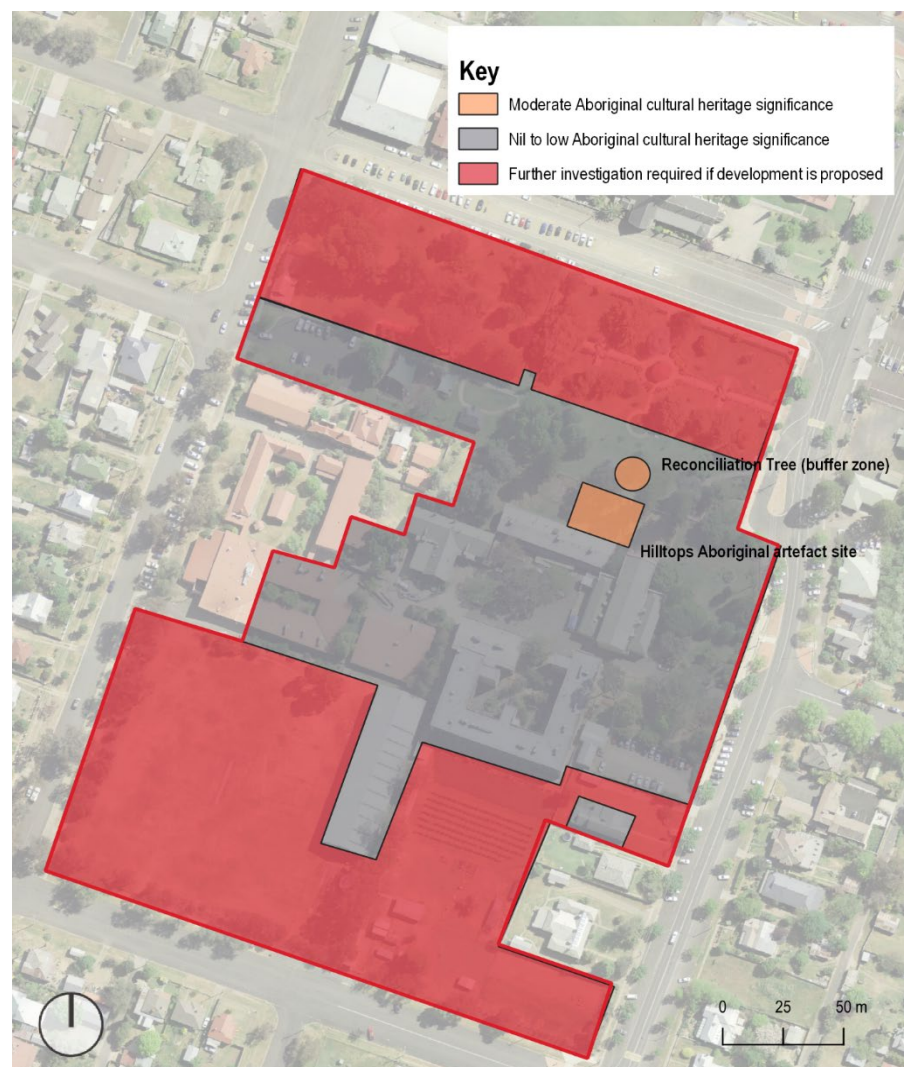 Key
Moderate Aboriginal cultural heritage significance
Nil to low Aboriginal cultural heritage significance
Further investigation required if development is proposed
Reconciliation Tree (buffer zone)
Hilltops Aboriginal artefact site
0 25 50 m